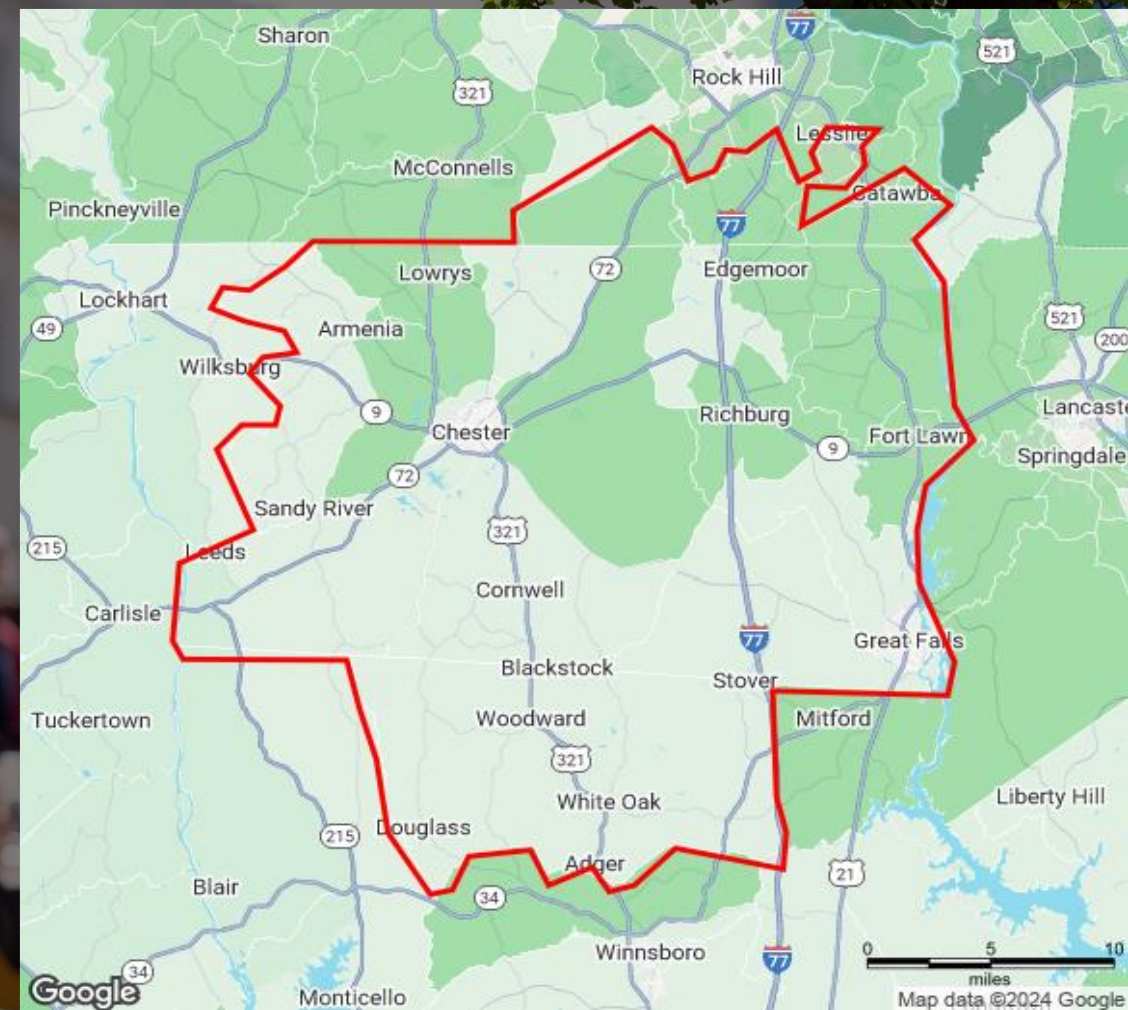 Sharon
77
521
Rock Hill
321
Lesslie
McConnells
Catawba
Pinckneyville
77
Lowrys
72
Edgemoor
Lockhart
49
Armenia
521
200
Wilksburg
9
Richburg
Lancaste
Chester
Fort Lawn
9
Springdale
72
Sandy River
321
215
Leeds
Cornwell
Carlisle
77
Great Falls
Blackstock
Stover
Tuckertown
Woodward
Mitford
321
White Oak
Liberty Hill
Douglass
215
Adger
21
Blair
34
Winnsboro
0 5 10
77
miles
34
Google
Monticello
Map data ©2024 Google